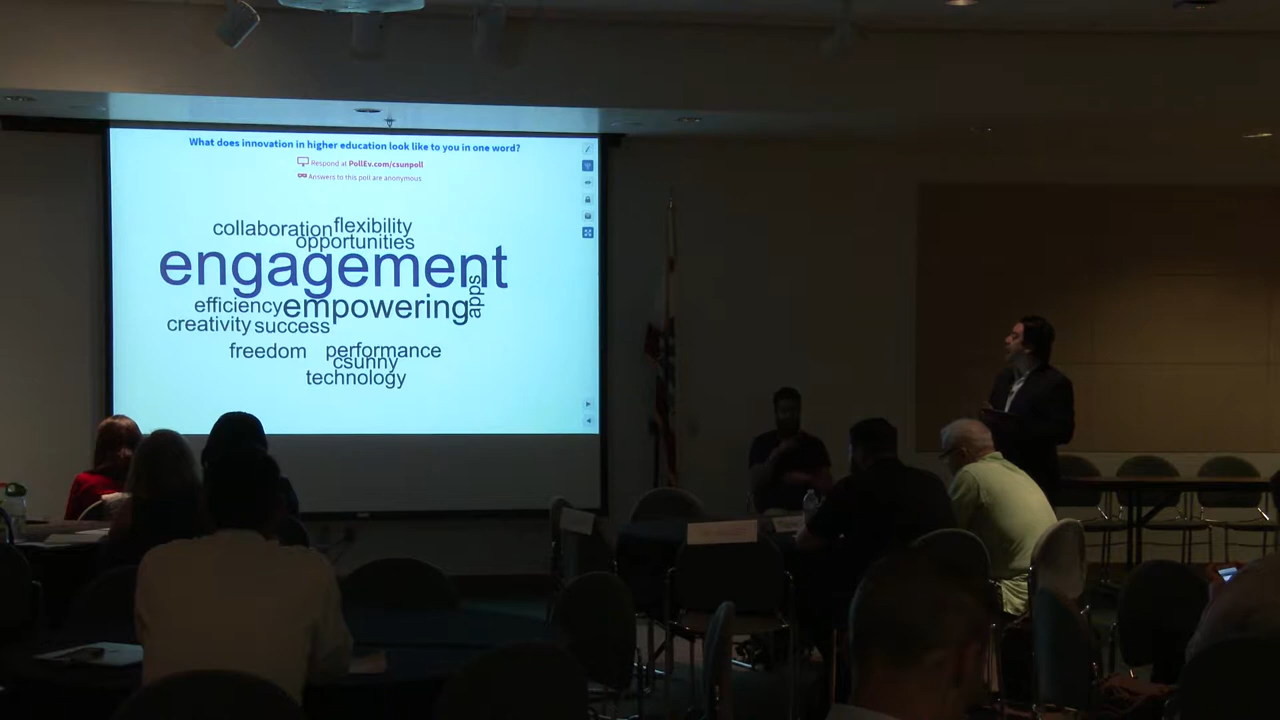 What does innovation in higher education look like to you in one word?
Respond at PollEv.com/csunpoll
Answers to this poll are anonymous
collaboration flexibility
opportunities
engagement
apps
efficiency empowering
creativity success
freedom performance
csunny
technology